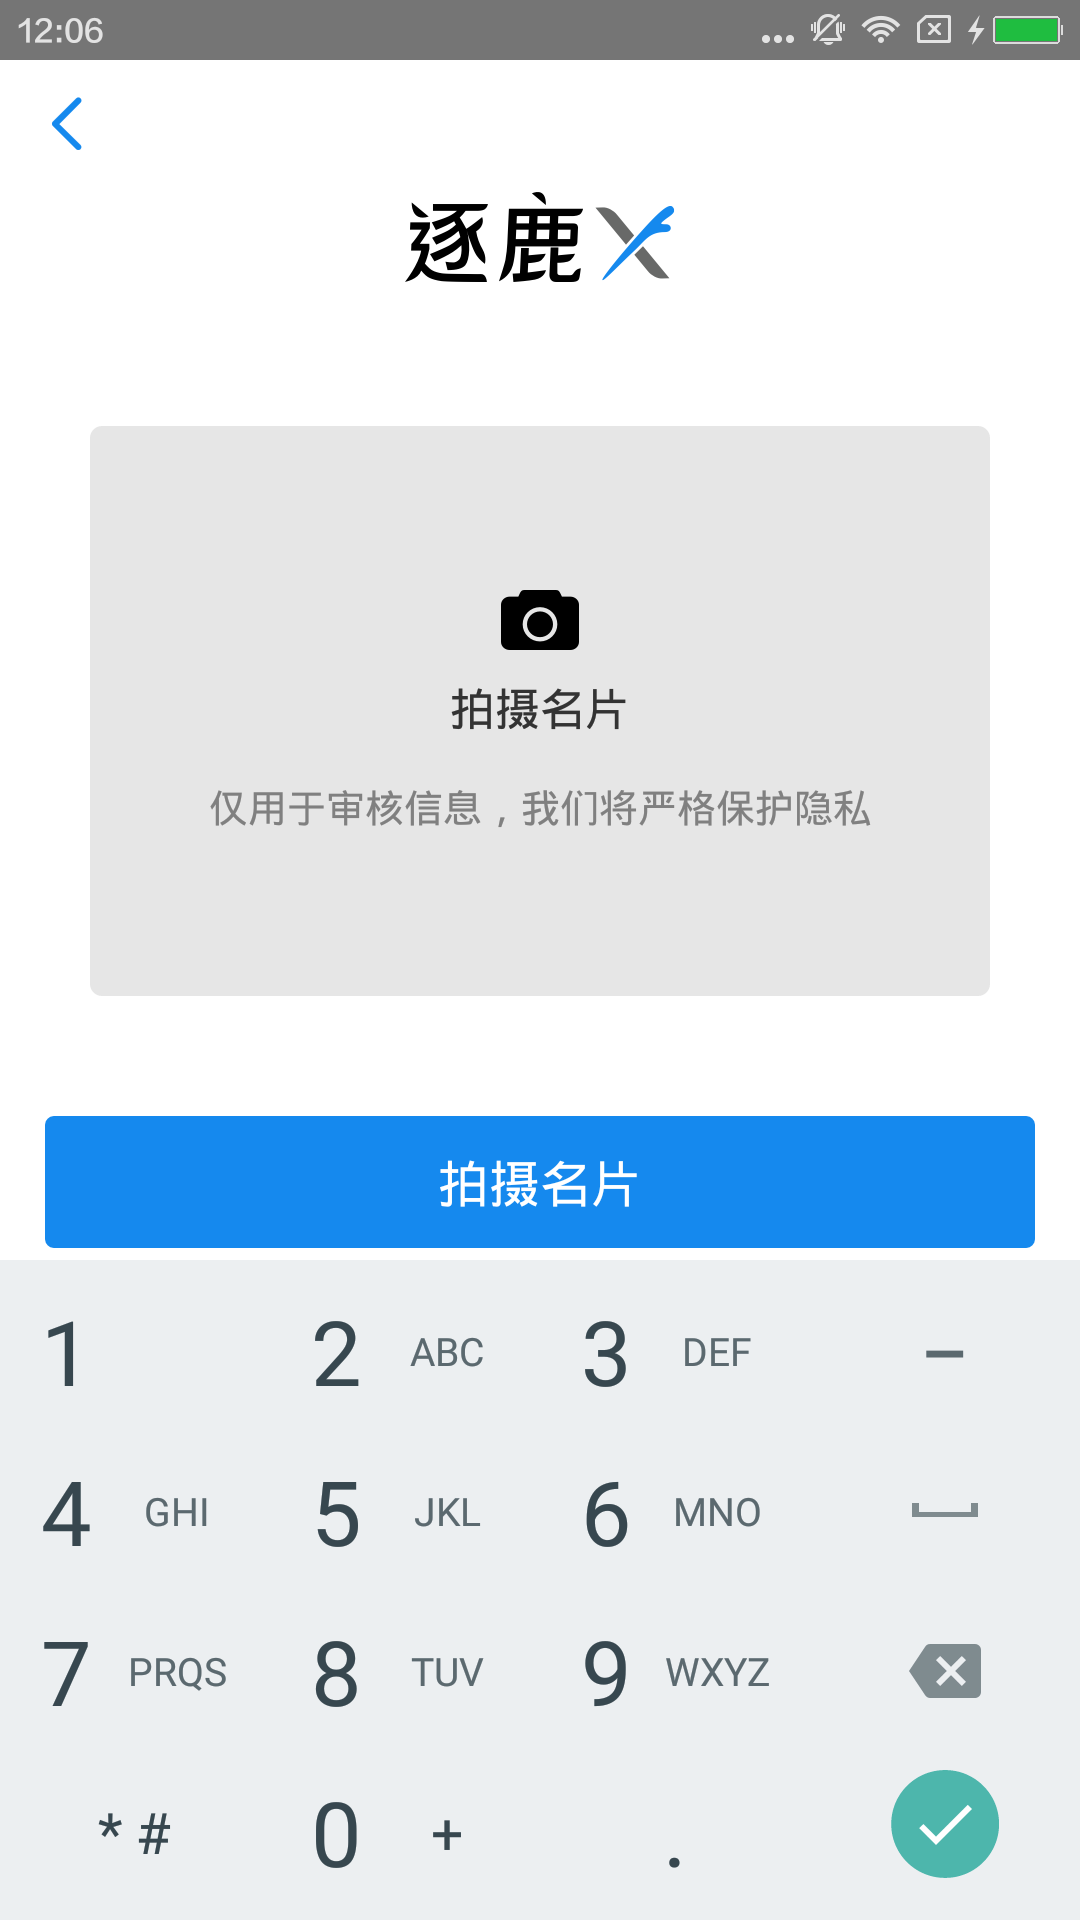 12:06
逐鹿X
拍摄名片
仅用于审核信息，我们将严格保护隐私
拍摄名片
1
2 ABC
3 DEF
–
4 GHI
5 JKL
6 MNO
7 PRQS
8 TUV
9 WXYZ
* #
0 +
.